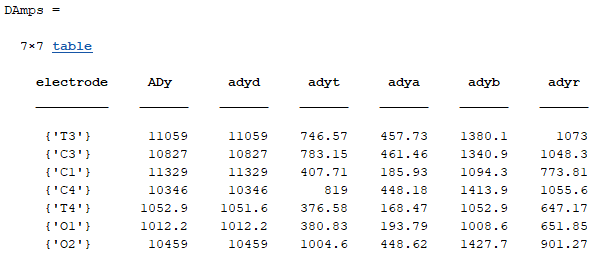 DAmps =
7×7 table
electrode ADy adyd adyt adya adyb adyr
{'T3'} 11059 11059 746.57 457.73 1380.1 1073
{'C3'} 10827 10827 783.15 461.46 1340.9 1048.3
{'C1'} 11329 11329 407.71 185.93 1094.3 773.81
{'C4'} 10346 10346 819 448.18 1413.9 1055.6
{'T4'} 1052.9 1051.6 376.58 168.47 1052.9 647.17
{'O1'} 1012.2 1012.2 380.83 193.79 1008.6 651.85
{'O2'} 10459 10459 1004.6 448.62 1427.7 901.27